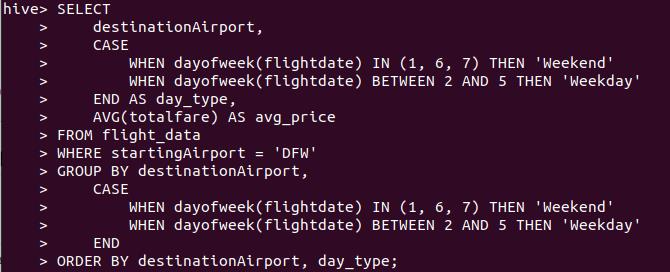 hive> SELECT
    >     destinationAirport,
    >     CASE
    >         WHEN dayofweek(flightdate) IN (1, 6, 7) THEN 'Weekend'
    >         WHEN dayofweek(flightdate) BETWEEN 2 AND 5 THEN 'Weekday'
    >     END AS day_type,
    >     AVG(totalfare) AS avg_price
    > FROM flight_data
    > WHERE startingAirport = 'DFW'
    > GROUP BY destinationAirport,
    >     CASE
    >         WHEN dayofweek(flightdate) IN (1, 6, 7) THEN 'Weekend'
    >         WHEN dayofweek(flightdate) BETWEEN 2 AND 5 THEN 'Weekday'
    >     END
    > ORDER BY destinationAirport, day_type;